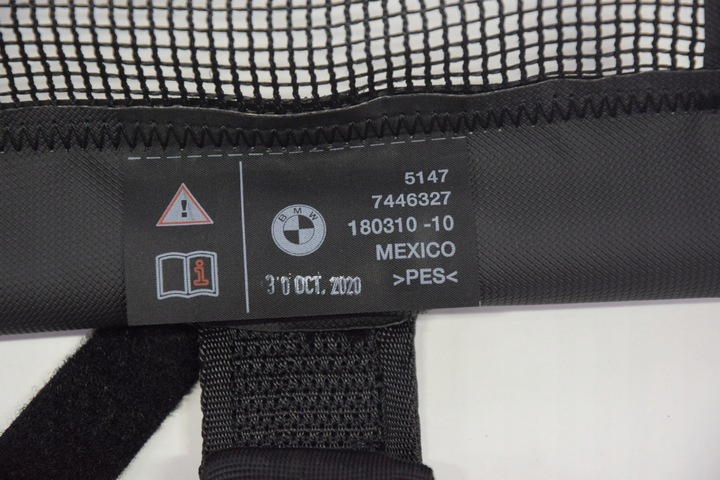 BMW
5147
7446327
180310 -10
MEXICO
>PES<
30 OCT. 2020